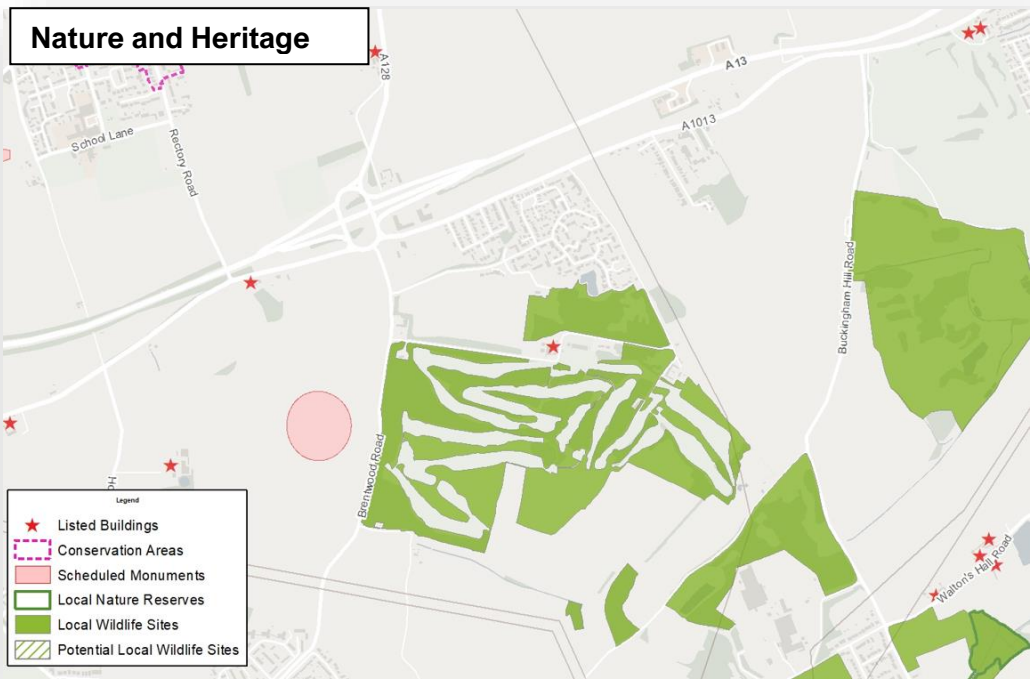 Nature and Heritage
A128
A 13
A1013
School Lane
Rectory Road
Buckingham Hill Road
Brentwood Road
Walton's Hall Road
Legend
Listed Buildings
Conservation Areas
Scheduled Monuments
Local Nature Reserves
Local Wildlife Sites
Potential Local Wildlife Sites